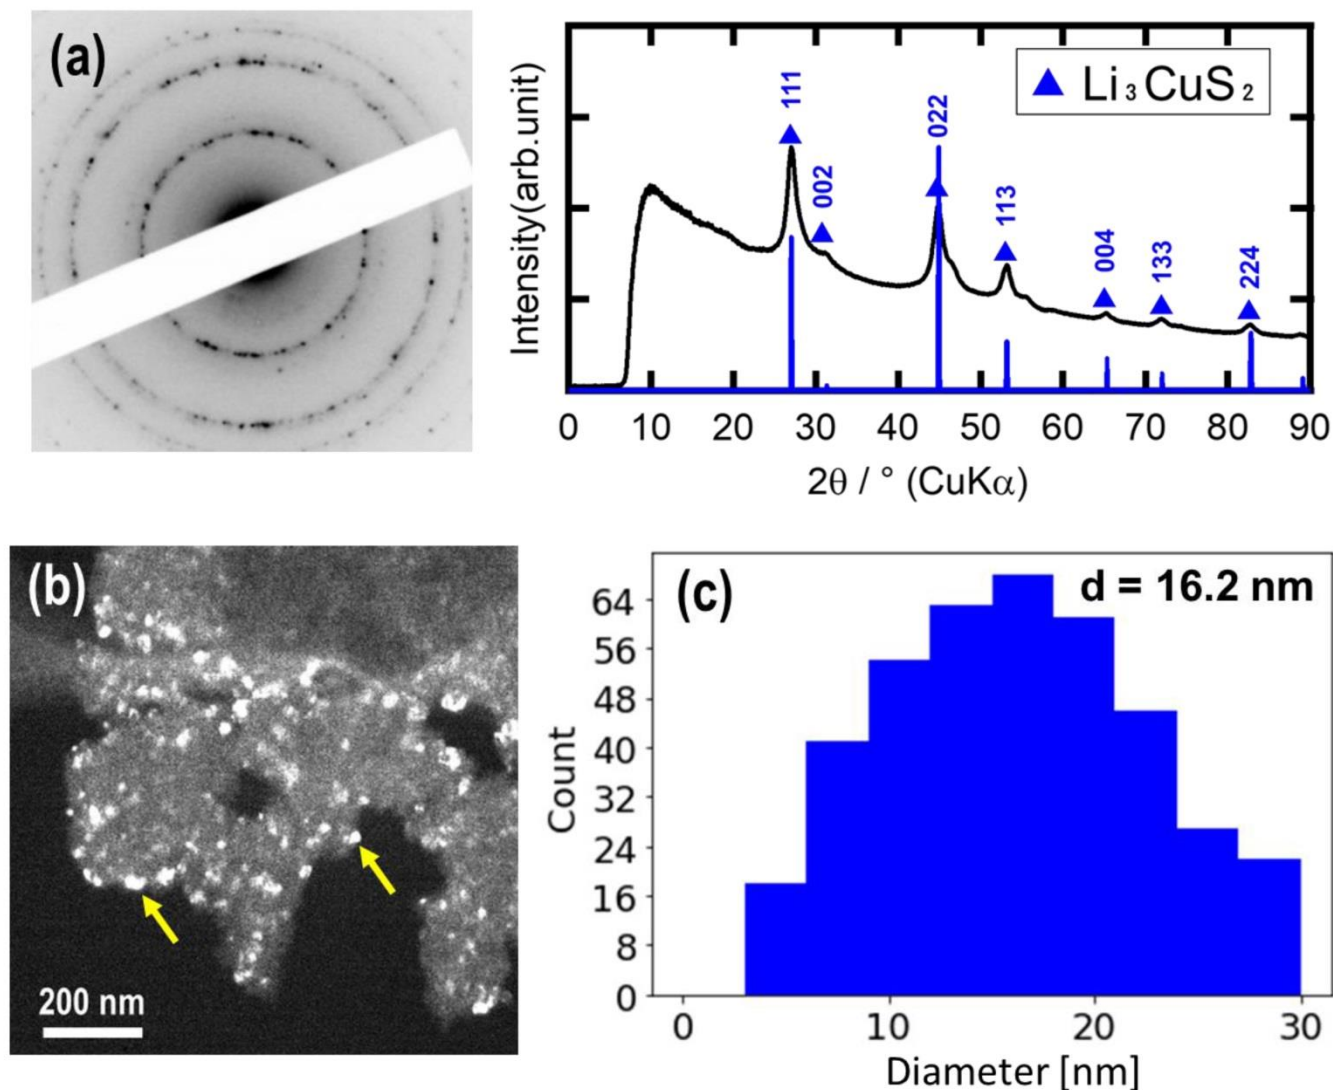 (a)
Intensity(arb.unit)
▲ Li₃CuS₂
111
002
022
113
004
133
224
0 10 20 30 40 50 60 70 80 90
2θ / ° (CuKα)
(b)
200 nm
(c)
d = 16.2 nm
Count
64
56
48
40
32
24
16
8
0
0 10 20 30
Diameter [nm]